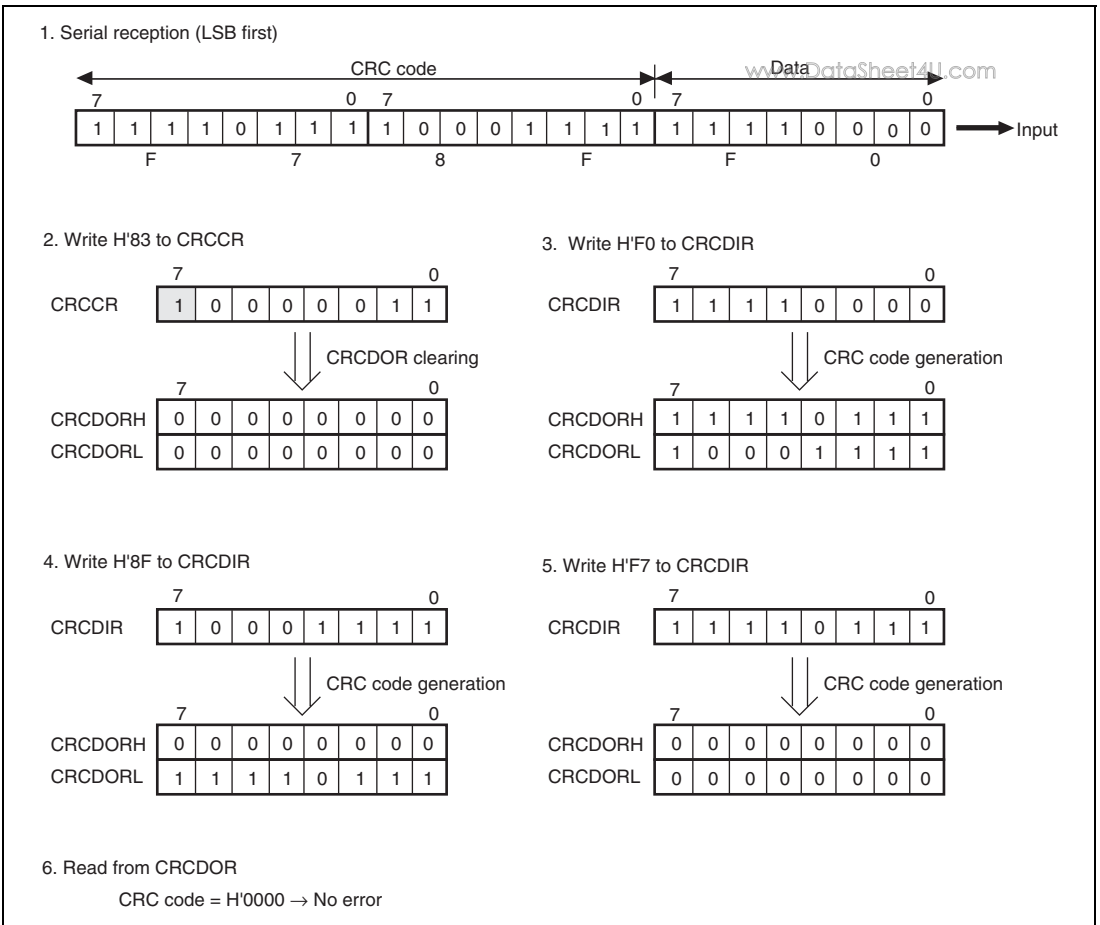 1. Serial reception (LSB first)
CRC code
Data
www.DataSheet4U.com
7 0 7 0 7 0
1 1 1 1 0 1 1 1 1 0 0 0 1 1 1 1 1 1 1 1 0 0 0 0 Input
F 7 8 F F 0
2. Write H'83 to CRCCR
7 0
CRCCR 1 0 0 0 0 0 1 1
CRCDOR clearing
7 0
CRCDORH 0 0 0 0 0 0 0 0
CRCDORL 0 0 0 0 0 0 0 0
3. Write H'F0 to CRCDIR
7 0
CRCDIR 1 1 1 1 0 0 0 0
CRC code generation
7 0
CRCDORH 1 1 1 1 0 1 1 1
CRCDORL 1 0 0 0 1 1 1 1
4. Write H'8F to CRCDIR
7 0
CRCDIR 1 0 0 0 1 1 1 1
CRC code generation
7 0
CRCDORH 0 0 0 0 0 0 0 0
CRCDORL 1 1 1 1 0 1 1 1
5. Write H'F7 to CRCDIR
7 0
CRCDIR 1 1 1 1 0 1 1 1
CRC code generation
7 0
CRCDORH 0 0 0 0 0 0 0 0
CRCDORL 0 0 0 0 0 0 0 0
6. Read from CRCDOR
CRC code = H'0000 → No error